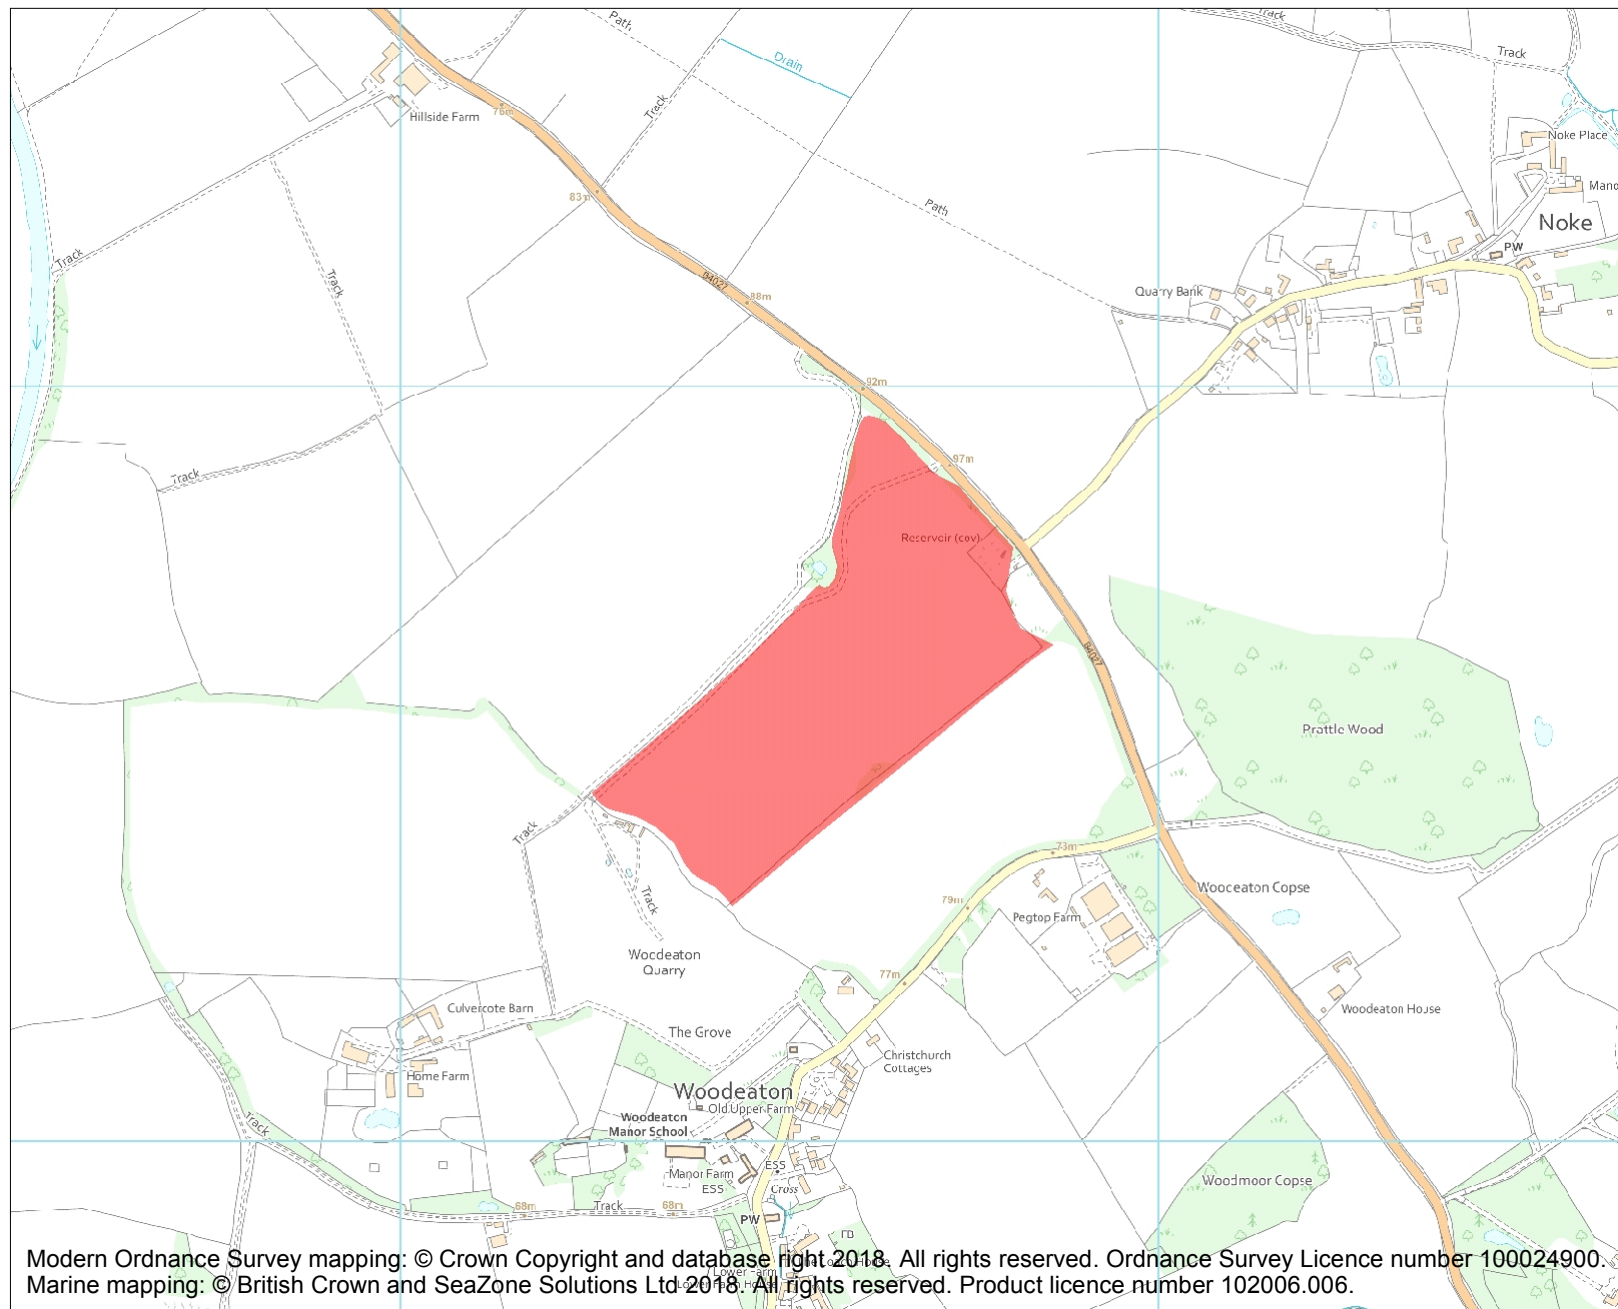 Path
Track
Track
Drain
Hillside Farm
76m
Track
Noke Place
83m
Path
Noke
PW
Track
Track
B4027
88m
Quarry Bank
92m
97m
Track
Reservoir (cov)
B4027
Prattle Wood
Track
73m
Woodeaton Copse
79m
Pegtop Farm
Track
Woodeaton
Quarry
77m
Culvercote Barn
Woodeaton House
The Grove
Christchurch
Cottages
Home Farm
Woodeaton
Old Upper Farm
Track
Woodeaton
Manor School
ESS
Manor Farm
ESS
Cross
Woodmoor Copse
68m
Track
68m
PW
Modern Ordnance Survey mapping: © Crown Copyright and database right 2018. All rights reserved. Ordnance Survey Licence number 100024900.
Marine mapping: © British Crown and SeaZone Solutions Ltd 2018. All rights reserved. Product licence number 102006.006.